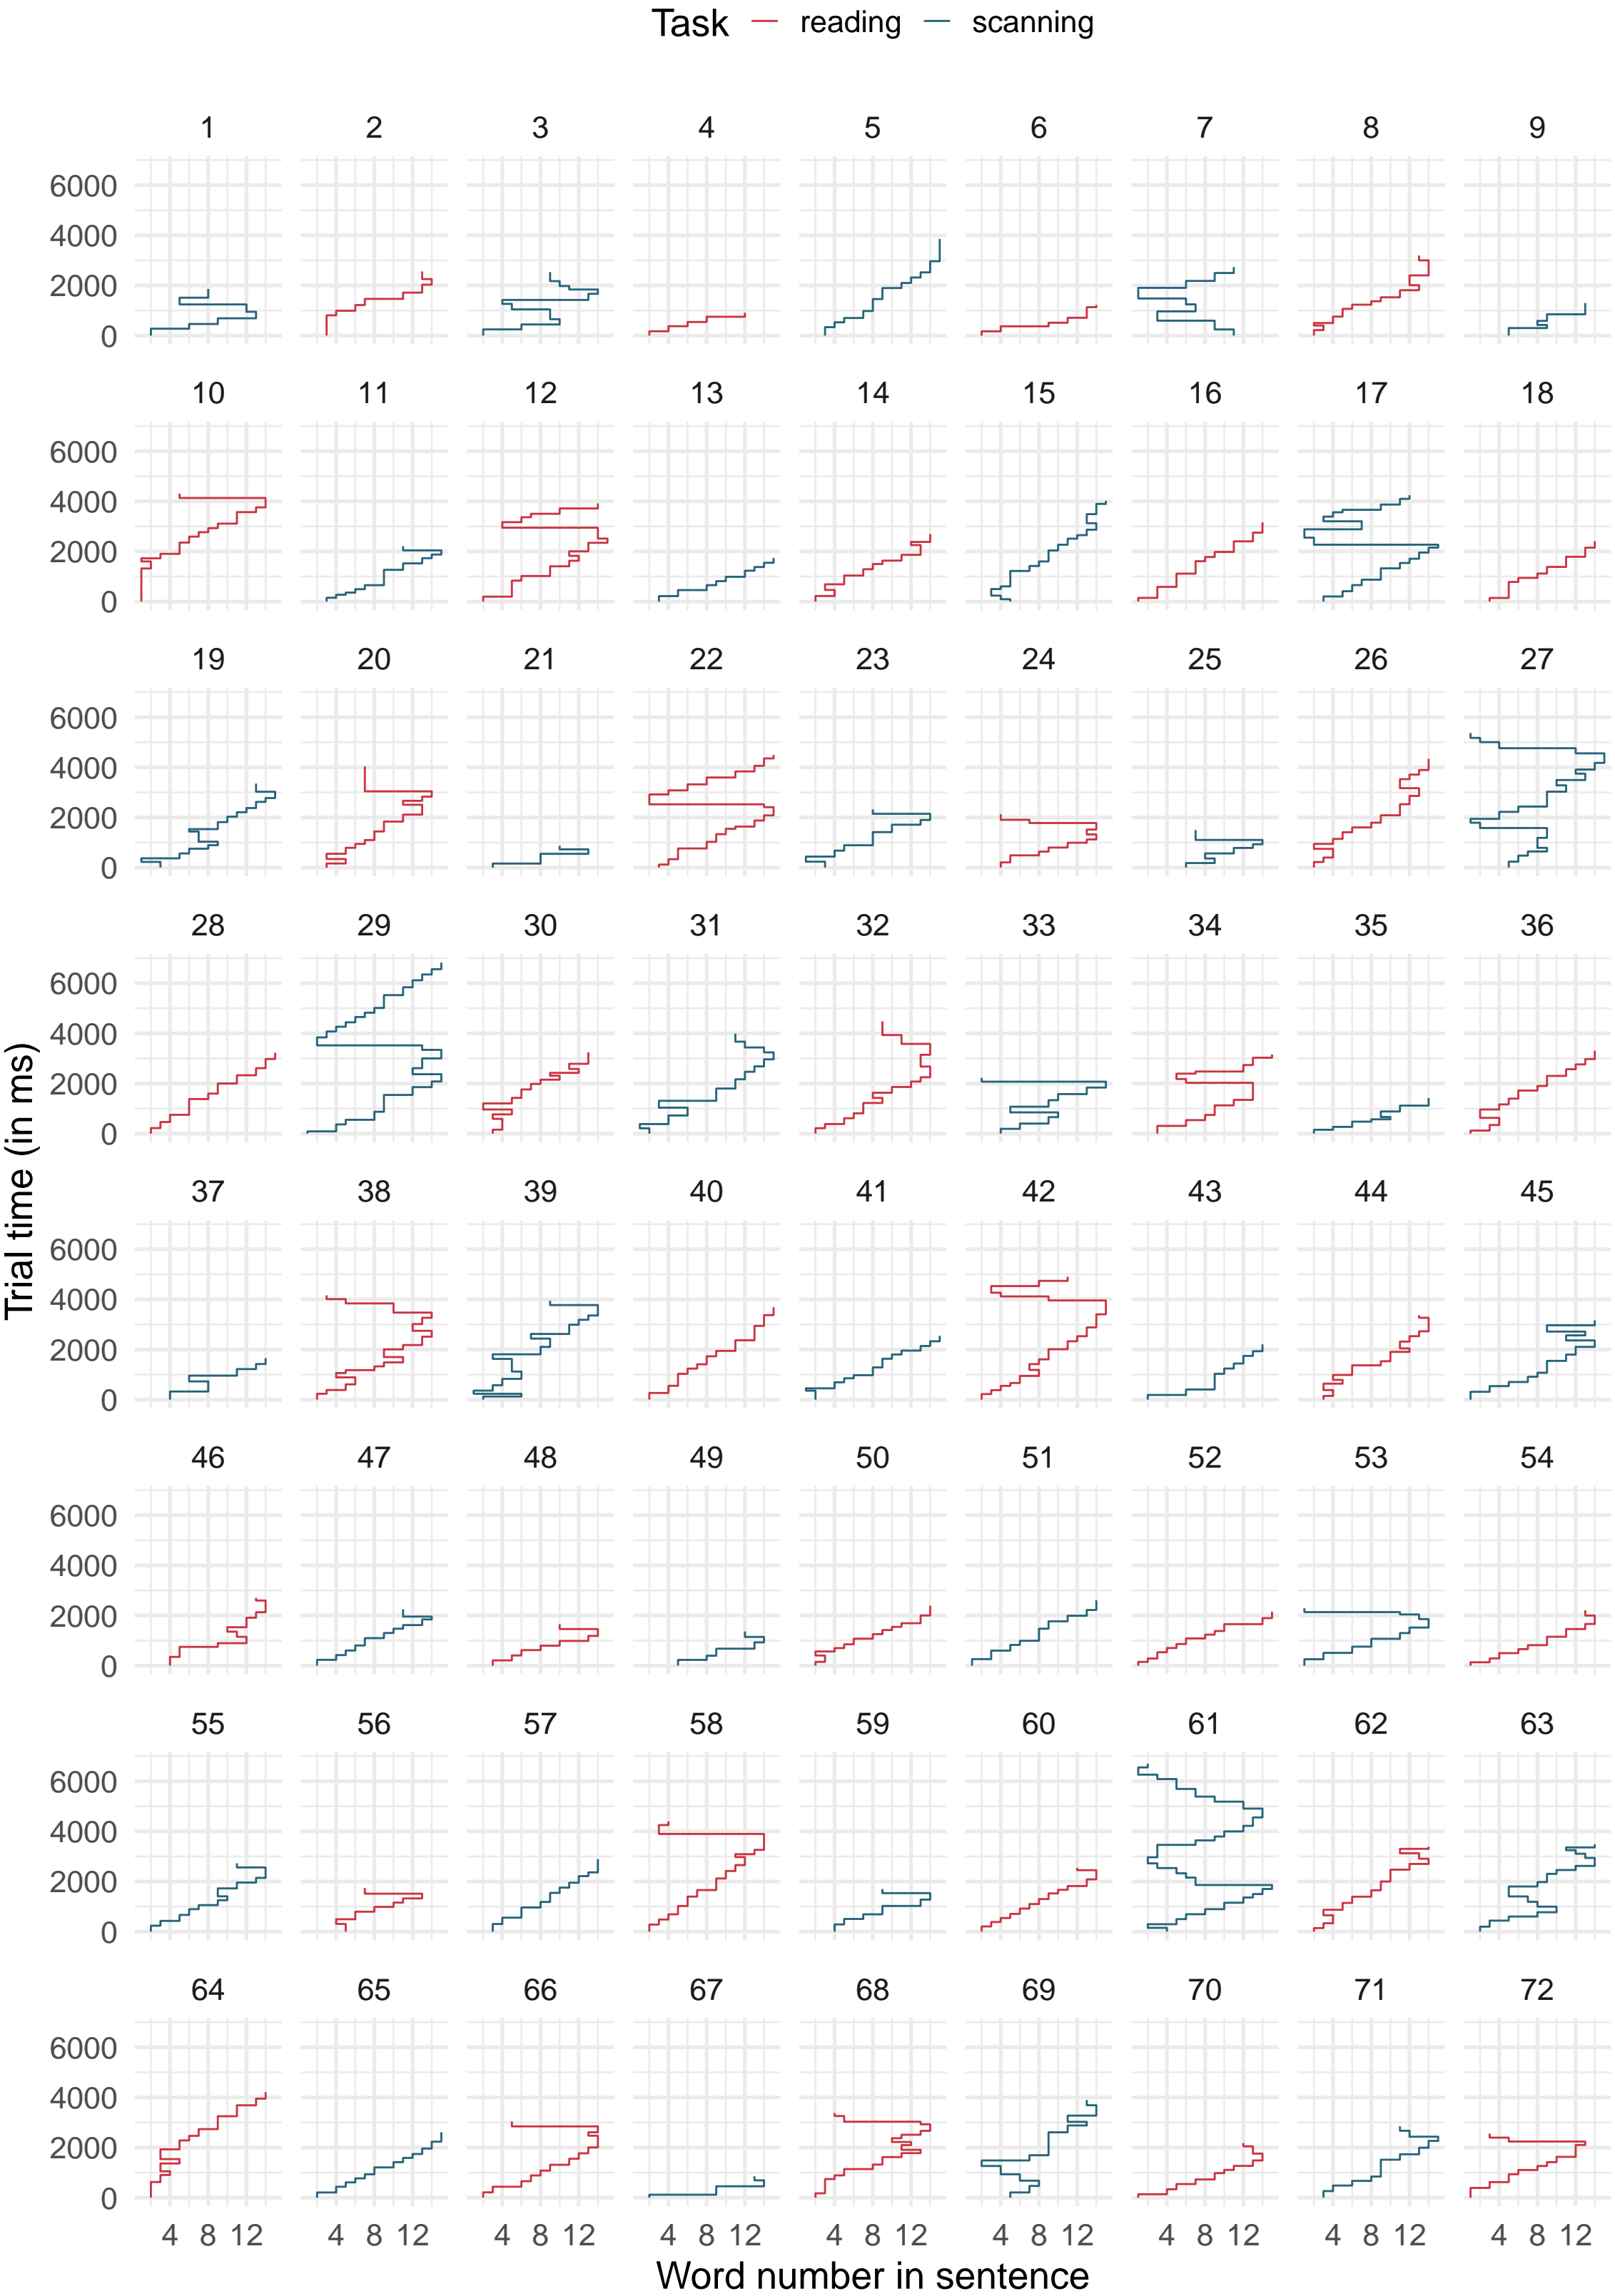 Task reading scanning
1 2 3 4 5 6 7 8 9
6000
4000
2000
0
10 11 12 13 14 15 16 17 18
6000
4000
2000
0
19 20 21 22 23 24 25 26 27
6000
4000
2000
0
28 29 30 31 32 33 34 35 36
6000
4000
2000
0
Trial time (in ms)
37 38 39 40 41 42 43 44 45
6000
4000
2000
0
46 47 48 49 50 51 52 53 54
6000
4000
2000
0
55 56 57 58 59 60 61 62 63
6000
4000
2000
0
64 65 66 67 68 69 70 71 72
6000
4000
2000
0
4 8 12 4 8 12 4 8 12 4 8 12 4 8 12 4 8 12 4 8 12 4 8 12 4 8 12
Word number in sentence